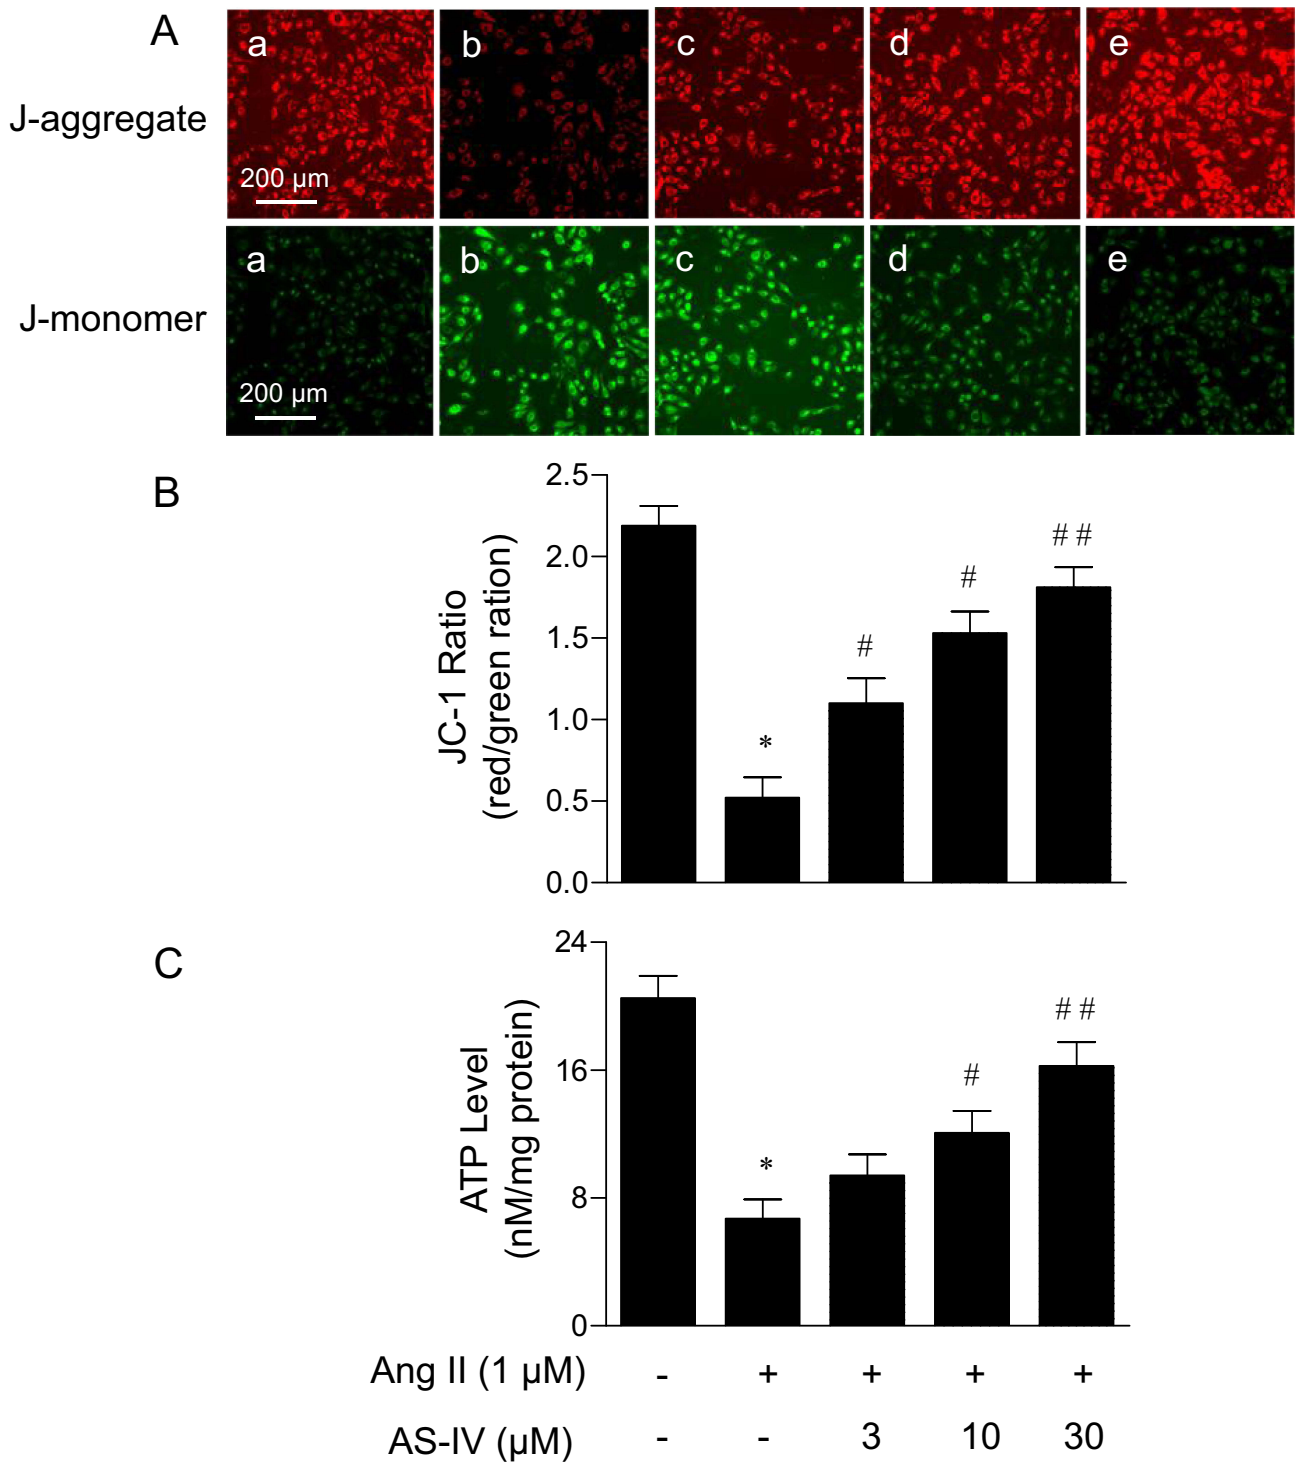 A
a b c d e
J-aggregate
200 µm
a b c d e
J-monomer
200 µm
B
2.5
2.0
1.5
1.0
0.5
0.0
JC-1 Ratio
(red/green ration)
*
#
#
# #
C
24
16
8
0
ATP Level
(nM/mg protein)
*
#
# #
Ang II (1 µM) - + + + +
AS-IV (µM) - - 3 10 30